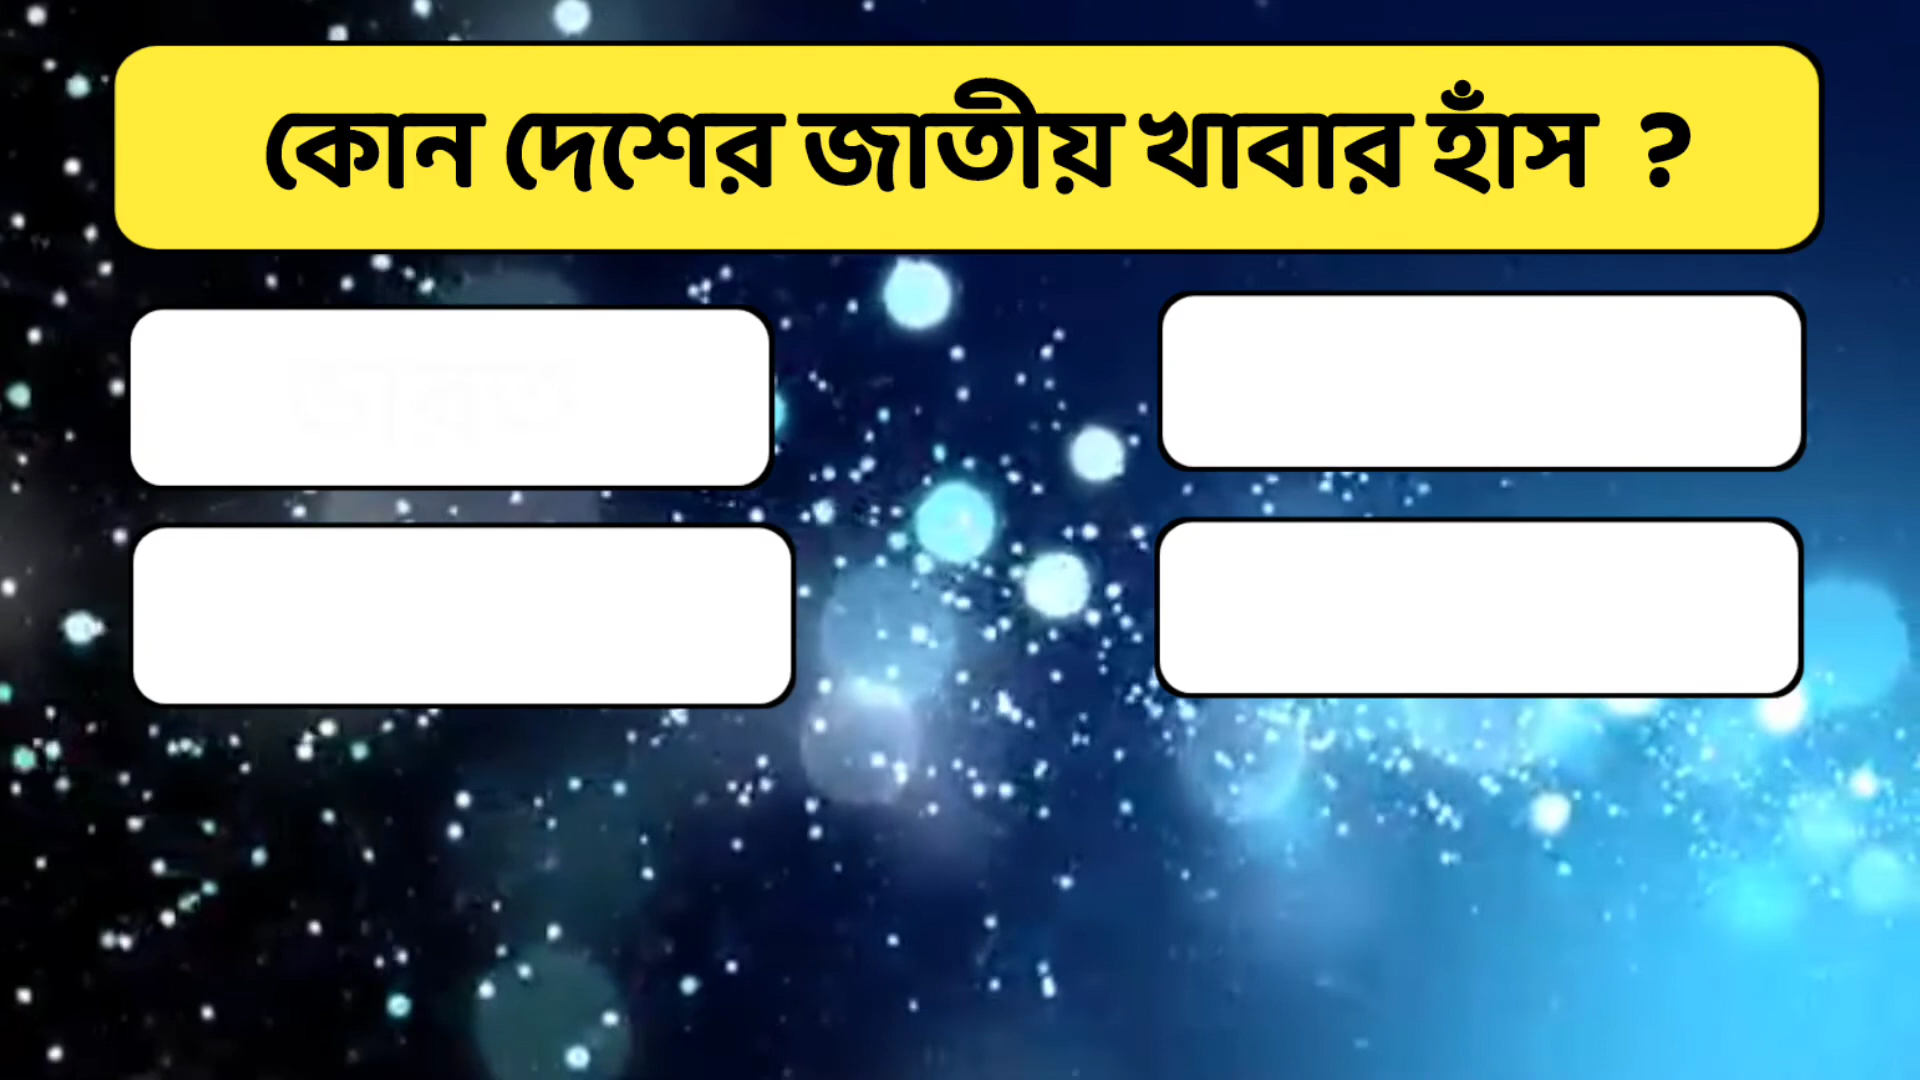 কোন দেশের জাতীয় খাবার হাঁস ?